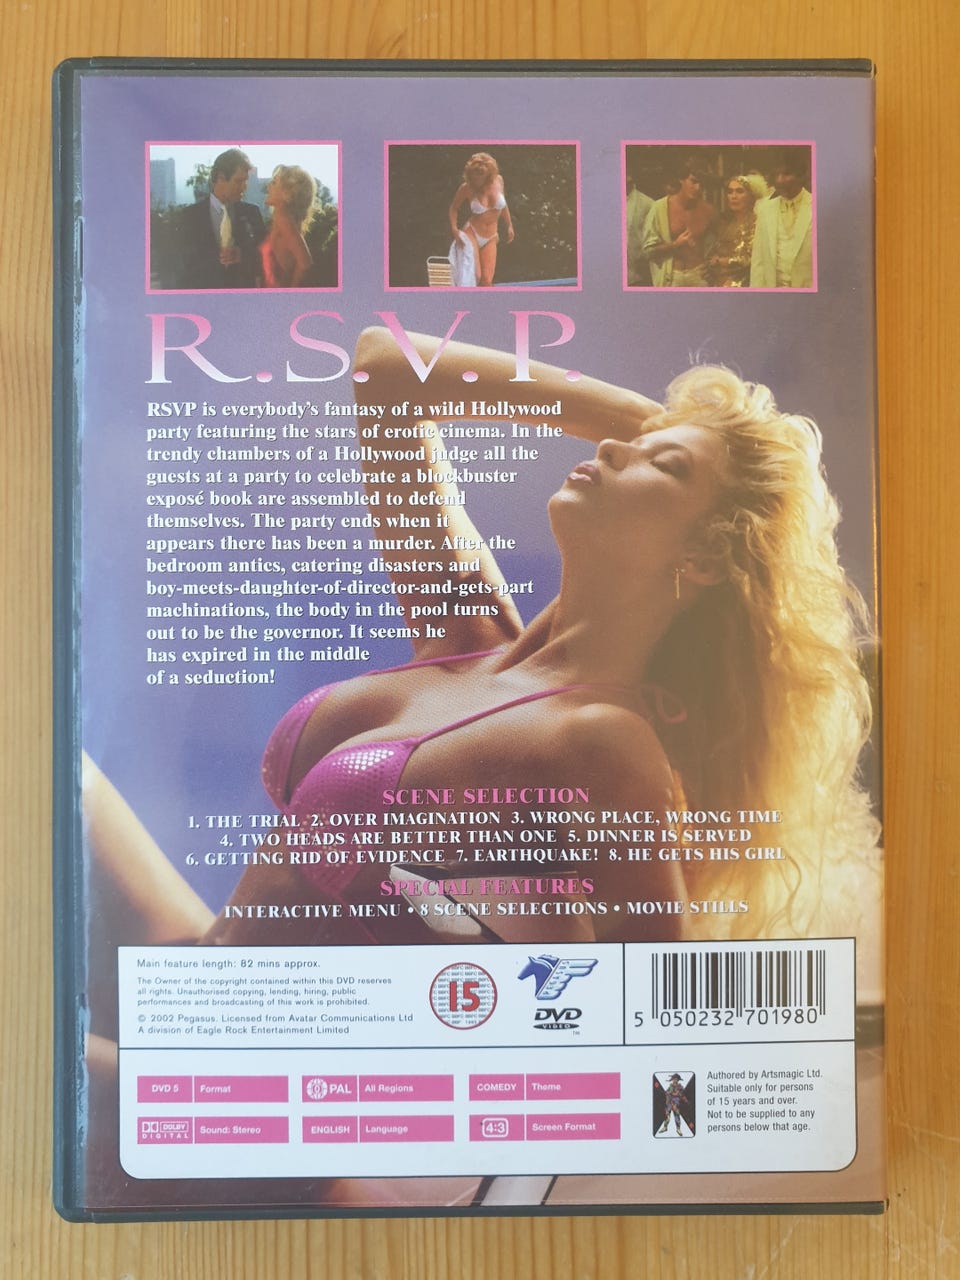 R.S.V.P.
RSVP is everybody's fantasy of a wild Hollywood
party featuring the stars of erotic cinema. In the
trendy chambers of a Hollywood judge all the
guests at a party to celebrate a blockbuster
exposé book are assembled to defend
themselves. The party ends when it
appears there has been a murder. After the
bedroom antics, catering disasters and
boy-meets-daughter-of-director-and-gets-part
machinations, the body in the pool turns
out to be the governor. It seems he
has expired in the middle
of a seduction!
SCENE SELECTION
1. THE TRIAL 2. OVER IMAGINATION 3. WRONG PLACE, WRONG TIME
4. TWO HEADS ARE BETTER THAN ONE 5. DINNER IS SERVED
6. GETTING RID OF EVIDENCE 7. EARTHQUAKE! 8. HE GETS HIS GIRL
SPECIAL FEATURES
INTERACTIVE MENU • 8 SCENE SELECTIONS • MOVIE STILLS
Main feature length: 82 mins approx.
The Owner of the copyright contained within this DVD reserves
all rights. Unauthorised copying, lending, hiring, public
performances and broadcasting of this work is prohibited.
© 2002 Pegasus. Licensed from Avatar Communications Ltd
A division of Eagle Rock Entertainment Limited
15
DVD
VIDEO
TM
5 050232 701980
DVD 5 Format
PAL All Regions
COMEDY Theme
DOLBY DIGITAL Sound: Stereo
ENGLISH Language
4:3 Screen Format
Authored by Artsmagic Ltd.
Suitable only for persons
of 15 years and over.
Not to be supplied to any
persons below that age.